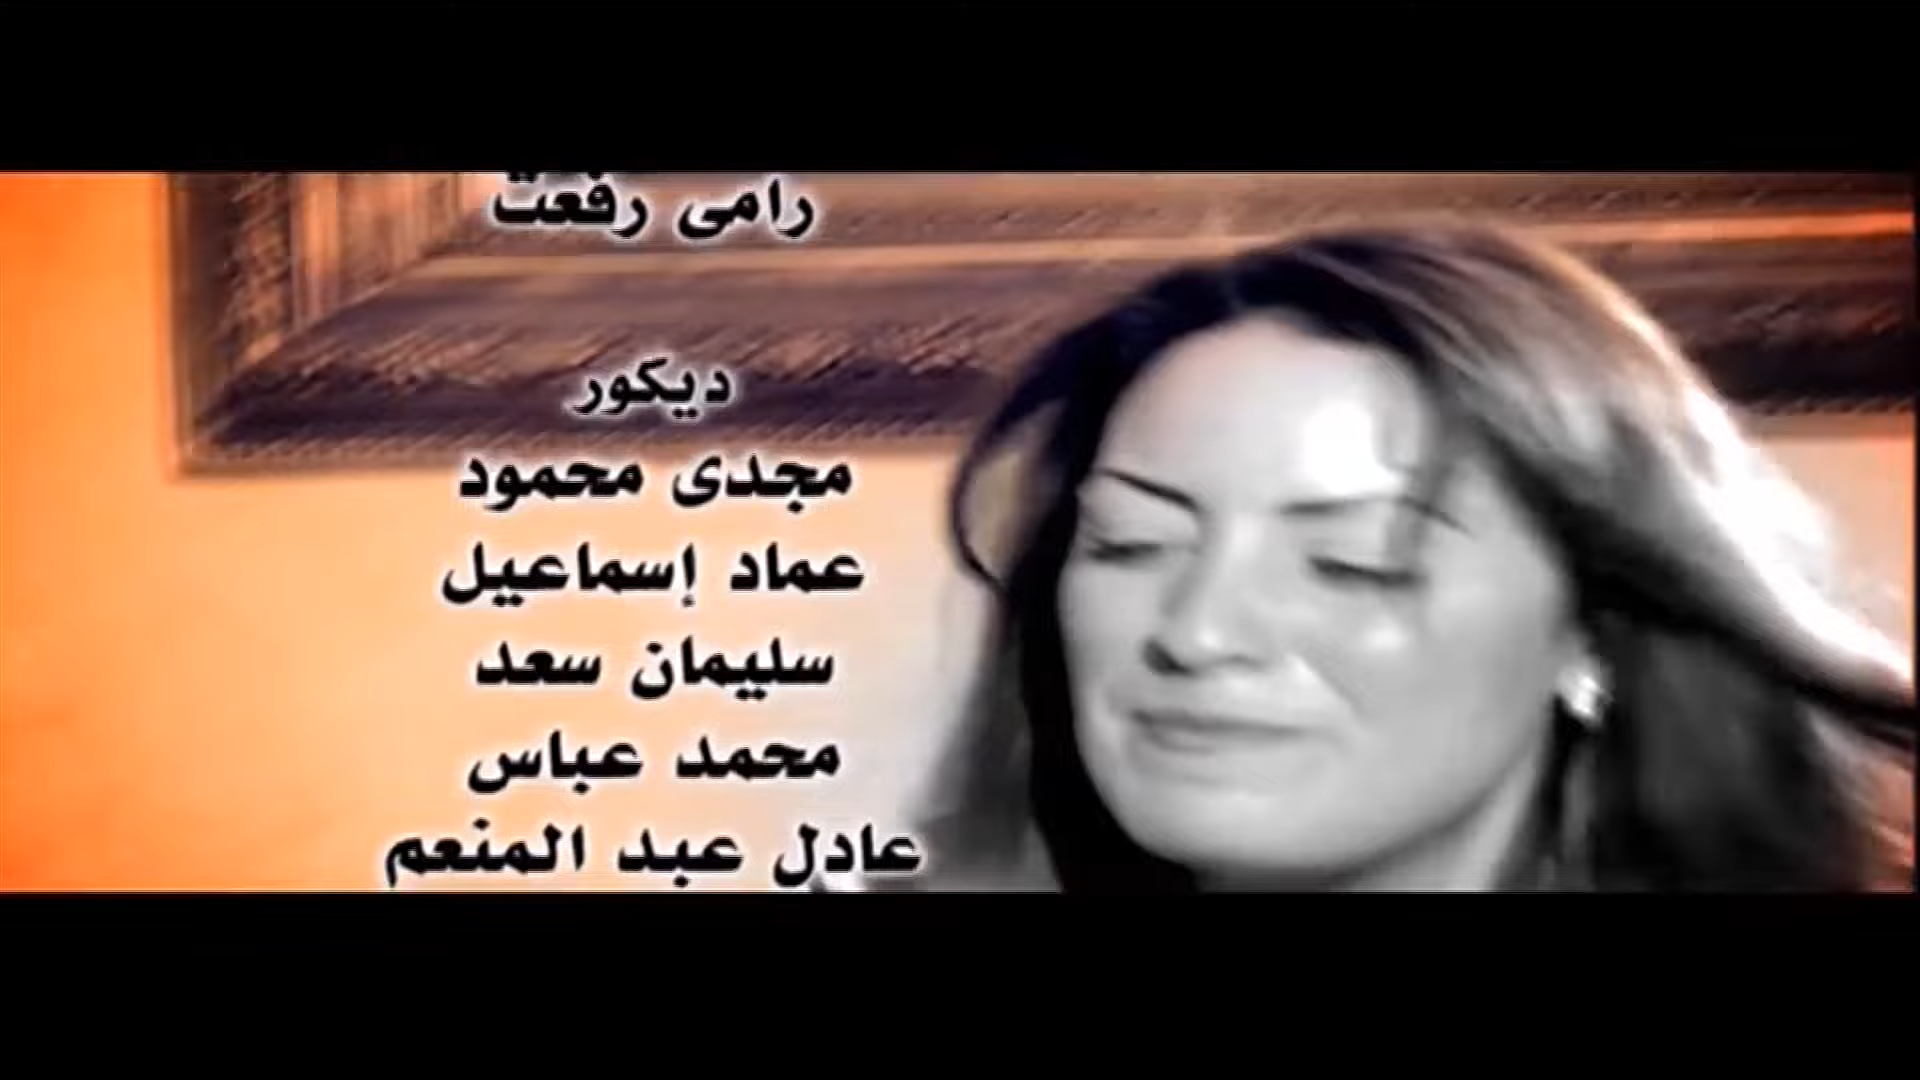 رامى رفعت
ديكور
مجدى محمود
عماد إسماعيل
سليمان سعد
محمد عباس
عادل عبد المنعم